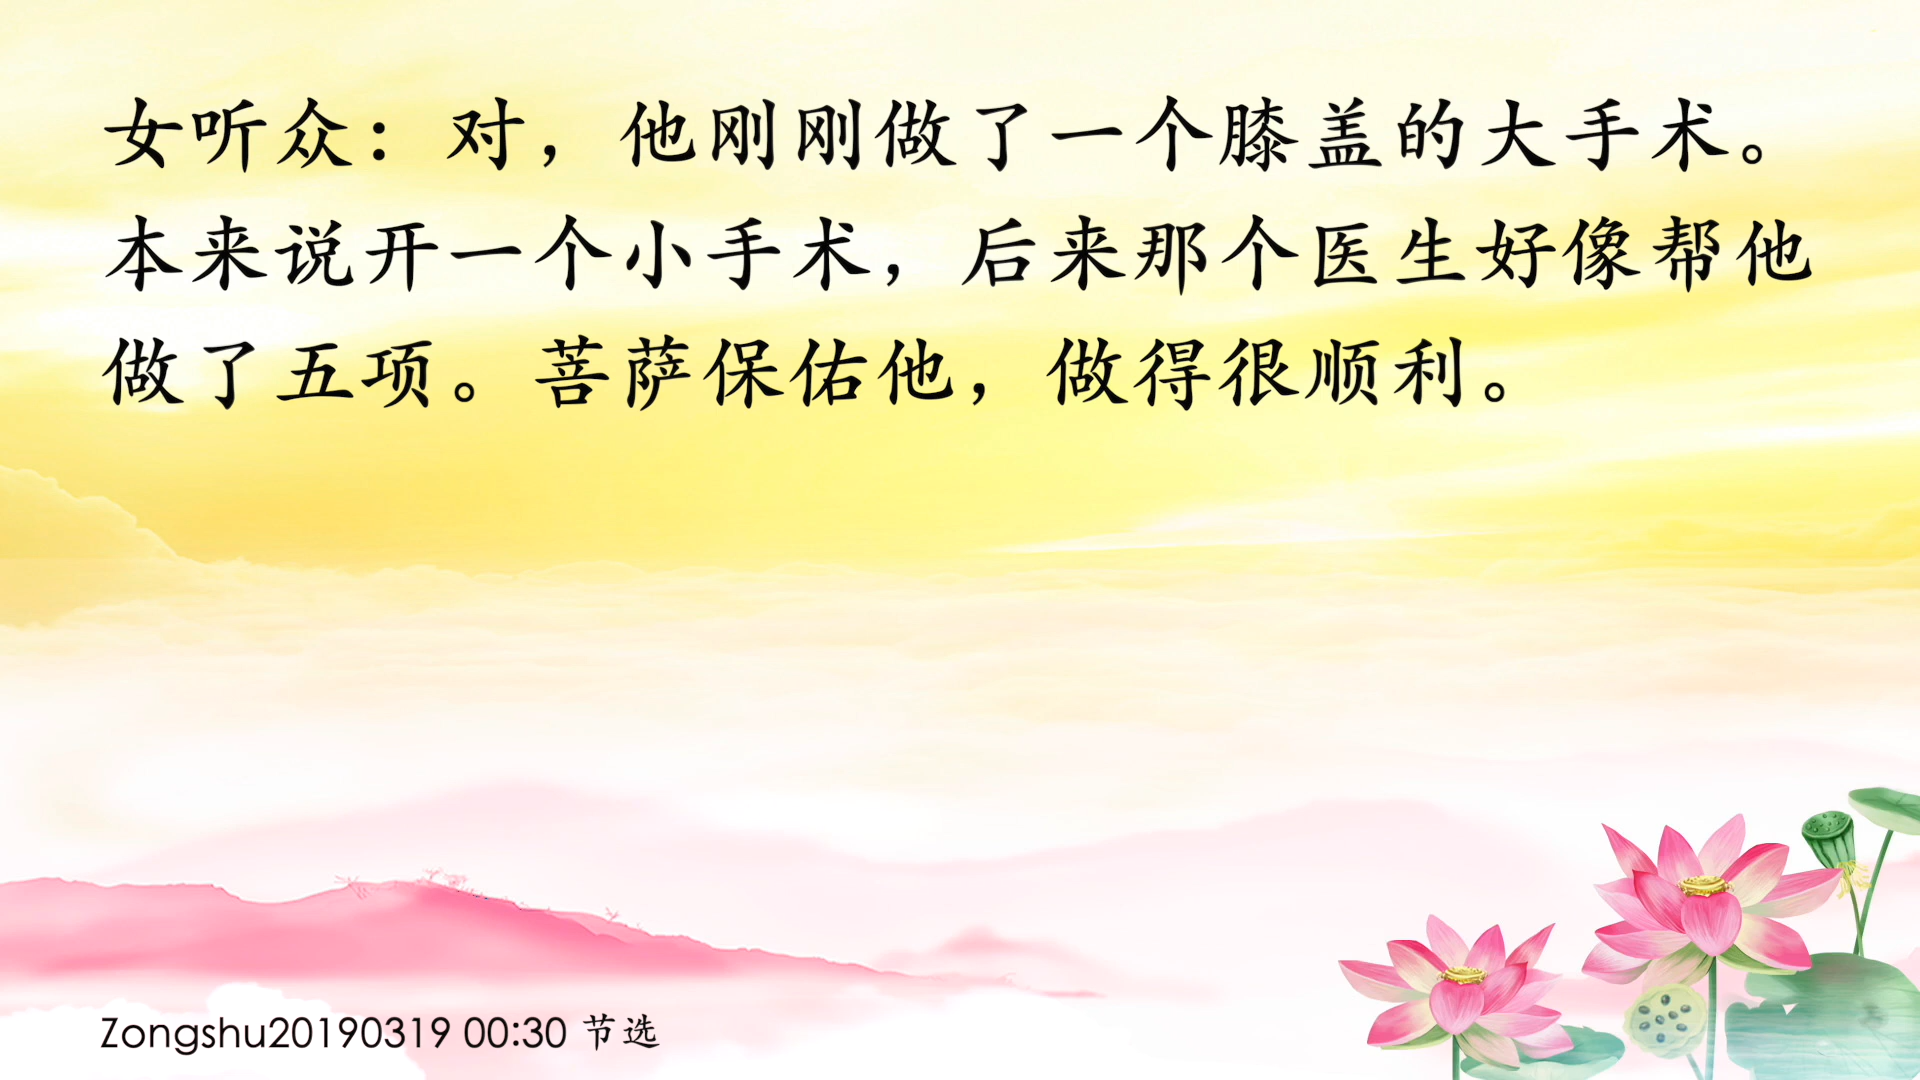 女听众：对，他刚刚做了一个膝盖的大手术。
本来说开一个小手术，后来那个医生好像帮他
做了五项。菩萨保佑他，做得很顺利。
Zongshu20190319 00:30 节选